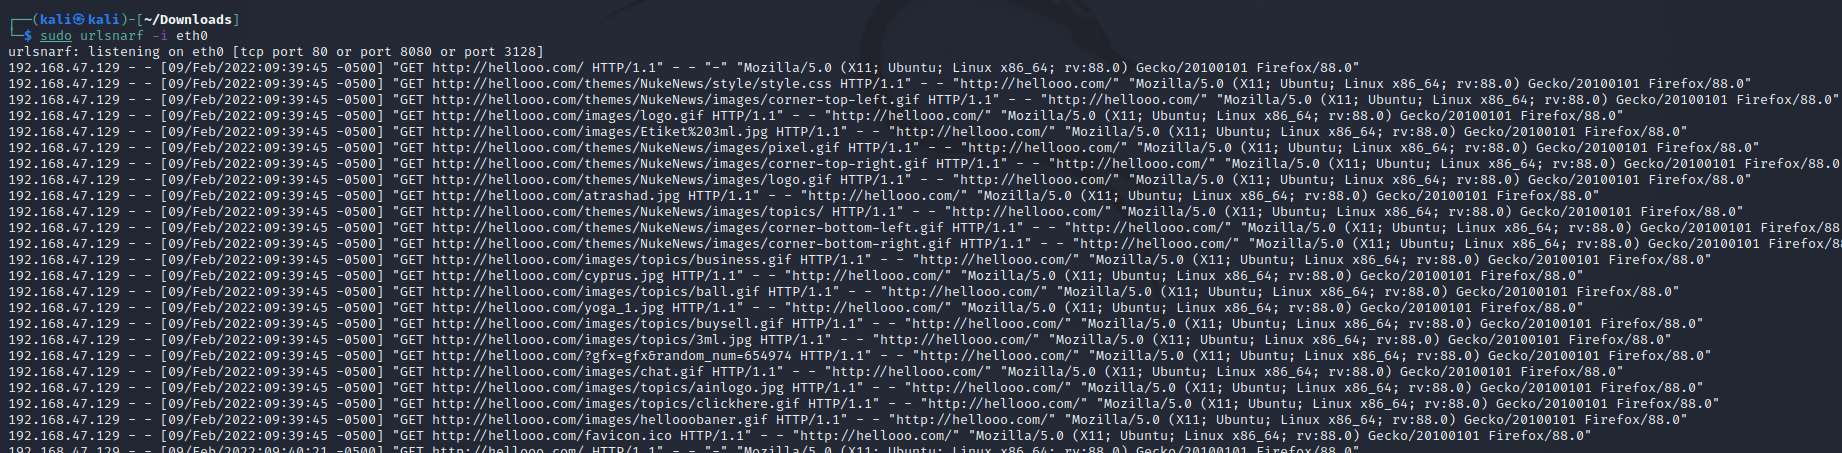 ┌──(kali㉿kali)-[~/Downloads]
└─$ sudo urlsnarf -i eth0
urlsnarf: listening on eth0 [tcp port 80 or port 8080 or port 3128]
192.168.47.129 - - [09/Feb/2022:09:39:45 -0500] "GET http://hellooo.com/ HTTP/1.1" - - "-" "Mozilla/5.0 (X11; Ubuntu; Linux x86_64; rv:88.0) Gecko/20100101 Firefox/88.0"
192.168.47.129 - - [09/Feb/2022:09:39:45 -0500] "GET http://hellooo.com/themes/NukeNews/style/style.css HTTP/1.1" - - "http://hellooo.com/" "Mozilla/5.0 (X11; Ubuntu; Linux x86_64; rv:88.0) Gecko/20100101 Firefox/88.0"
192.168.47.129 - - [09/Feb/2022:09:39:45 -0500] "GET http://hellooo.com/themes/NukeNews/images/corner-top-left.gif HTTP/1.1" - - "http://hellooo.com/" "Mozilla/5.0 (X11; Ubuntu; Linux x86_64; rv:88.0) Gecko/20100101 Firefox/88.0"
192.168.47.129 - - [09/Feb/2022:09:39:45 -0500] "GET http://hellooo.com/images/logo.gif HTTP/1.1" - - "http://hellooo.com/" "Mozilla/5.0 (X11; Ubuntu; Linux x86_64; rv:88.0) Gecko/20100101 Firefox/88.0"
192.168.47.129 - - [09/Feb/2022:09:39:45 -0500] "GET http://hellooo.com/images/Etiket%203ml.jpg HTTP/1.1" - - "http://hellooo.com/" "Mozilla/5.0 (X11; Ubuntu; Linux x86_64; rv:88.0) Gecko/20100101 Firefox/88.0"
192.168.47.129 - - [09/Feb/2022:09:39:45 -0500] "GET http://hellooo.com/themes/NukeNews/images/pixel.gif HTTP/1.1" - - "http://hellooo.com/" "Mozilla/5.0 (X11; Ubuntu; Linux x86_64; rv:88.0) Gecko/20100101 Firefox/88.0"
192.168.47.129 - - [09/Feb/2022:09:39:45 -0500] "GET http://hellooo.com/themes/NukeNews/images/corner-top-right.gif HTTP/1.1" - - "http://hellooo.com/" "Mozilla/5.0 (X11; Ubuntu; Linux x86_64; rv:88.0) Gecko/20100101 Firefox/88.0
192.168.47.129 - - [09/Feb/2022:09:39:45 -0500] "GET http://hellooo.com/themes/NukeNews/images/logo.gif HTTP/1.1" - - "http://hellooo.com/" "Mozilla/5.0 (X11; Ubuntu; Linux x86_64; rv:88.0) Gecko/20100101 Firefox/88.0"
192.168.47.129 - - [09/Feb/2022:09:39:45 -0500] "GET http://hellooo.com/atrashad.jpg HTTP/1.1" - - "http://hellooo.com/" "Mozilla/5.0 (X11; Ubuntu; Linux x86_64; rv:88.0) Gecko/20100101 Firefox/88.0"
192.168.47.129 - - [09/Feb/2022:09:39:45 -0500] "GET http://hellooo.com/themes/NukeNews/images/topics/ HTTP/1.1" - - "http://hellooo.com/" "Mozilla/5.0 (X11; Ubuntu; Linux x86_64; rv:88.0) Gecko/20100101 Firefox/88.0"
192.168.47.129 - - [09/Feb/2022:09:39:45 -0500] "GET http://hellooo.com/themes/NukeNews/images/corner-bottom-left.gif HTTP/1.1" - - "http://hellooo.com/" "Mozilla/5.0 (X11; Ubuntu; Linux x86_64; rv:88.0) Gecko/20100101 Firefox/88
192.168.47.129 - - [09/Feb/2022:09:39:45 -0500] "GET http://hellooo.com/themes/NukeNews/images/corner-bottom-right.gif HTTP/1.1" - - "http://hellooo.com/" "Mozilla/5.0 (X11; Ubuntu; Linux x86_64; rv:88.0) Gecko/20100101 Firefox/8
192.168.47.129 - - [09/Feb/2022:09:39:45 -0500] "GET http://hellooo.com/images/topics/business.gif HTTP/1.1" - - "http://hellooo.com/" "Mozilla/5.0 (X11; Ubuntu; Linux x86_64; rv:88.0) Gecko/20100101 Firefox/88.0"
192.168.47.129 - - [09/Feb/2022:09:39:45 -0500] "GET http://hellooo.com/cyprus.jpg HTTP/1.1" - - "http://hellooo.com/" "Mozilla/5.0 (X11; Ubuntu; Linux x86_64; rv:88.0) Gecko/20100101 Firefox/88.0"
192.168.47.129 - - [09/Feb/2022:09:39:45 -0500] "GET http://hellooo.com/images/topics/ball.gif HTTP/1.1" - - "http://hellooo.com/" "Mozilla/5.0 (X11; Ubuntu; Linux x86_64; rv:88.0) Gecko/20100101 Firefox/88.0"
192.168.47.129 - - [09/Feb/2022:09:39:45 -0500] "GET http://hellooo.com/yoga_1.jpg HTTP/1.1" - - "http://hellooo.com/" "Mozilla/5.0 (X11; Ubuntu; Linux x86_64; rv:88.0) Gecko/20100101 Firefox/88.0"
192.168.47.129 - - [09/Feb/2022:09:39:45 -0500] "GET http://hellooo.com/images/topics/buysell.gif HTTP/1.1" - - "http://hellooo.com/" "Mozilla/5.0 (X11; Ubuntu; Linux x86_64; rv:88.0) Gecko/20100101 Firefox/88.0"
192.168.47.129 - - [09/Feb/2022:09:39:45 -0500] "GET http://hellooo.com/images/topics/3ml.jpg HTTP/1.1" - - "http://hellooo.com/" "Mozilla/5.0 (X11; Ubuntu; Linux x86_64; rv:88.0) Gecko/20100101 Firefox/88.0"
192.168.47.129 - - [09/Feb/2022:09:39:45 -0500] "GET http://hellooo.com/?gfx=gfx&random_num=654974 HTTP/1.1" - - "http://hellooo.com/" "Mozilla/5.0 (X11; Ubuntu; Linux x86_64; rv:88.0) Gecko/20100101 Firefox/88.0"
192.168.47.129 - - [09/Feb/2022:09:39:45 -0500] "GET http://hellooo.com/images/chat.gif HTTP/1.1" - - "http://hellooo.com/" "Mozilla/5.0 (X11; Ubuntu; Linux x86_64; rv:88.0) Gecko/20100101 Firefox/88.0"
192.168.47.129 - - [09/Feb/2022:09:39:45 -0500] "GET http://hellooo.com/images/topics/ainlogo.jpg HTTP/1.1" - - "http://hellooo.com/" "Mozilla/5.0 (X11; Ubuntu; Linux x86_64; rv:88.0) Gecko/20100101 Firefox/88.0"
192.168.47.129 - - [09/Feb/2022:09:39:45 -0500] "GET http://hellooo.com/images/topics/clickhere.gif HTTP/1.1" - - "http://hellooo.com/" "Mozilla/5.0 (X11; Ubuntu; Linux x86_64; rv:88.0) Gecko/20100101 Firefox/88.0"
192.168.47.129 - - [09/Feb/2022:09:39:45 -0500] "GET http://hellooo.com/images/hellooobaner.gif HTTP/1.1" - - "http://hellooo.com/" "Mozilla/5.0 (X11; Ubuntu; Linux x86_64; rv:88.0) Gecko/20100101 Firefox/88.0"
192.168.47.129 - - [09/Feb/2022:09:39:45 -0500] "GET http://hellooo.com/favicon.ico HTTP/1.1" - - "http://hellooo.com/" "Mozilla/5.0 (X11; Ubuntu; Linux x86_64; rv:88.0) Gecko/20100101 Firefox/88.0"
192.168.47.129 - - [09/Feb/2022:09:40:21 -0500] "GET http://hellooo.com/ HTTP/1.1" - - "-" "Mozilla/5.0 (X11; Ubuntu; Linux x86_64; rv:88.0) Gecko/20100101 Firefox/88.0"